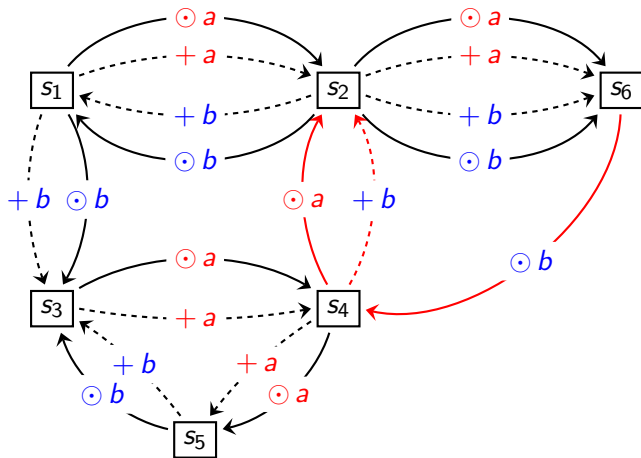 ⊙ a ⊙ a
+ a + a
s₁ s₂ s₆
+ b + b
⊙ b ⊙ b
+ b ⊙ b ⊙ a + b
⊙ b
⊙ a
s₃ s₄
+ a
+ b + a
⊙ b ⊙ a
s₅